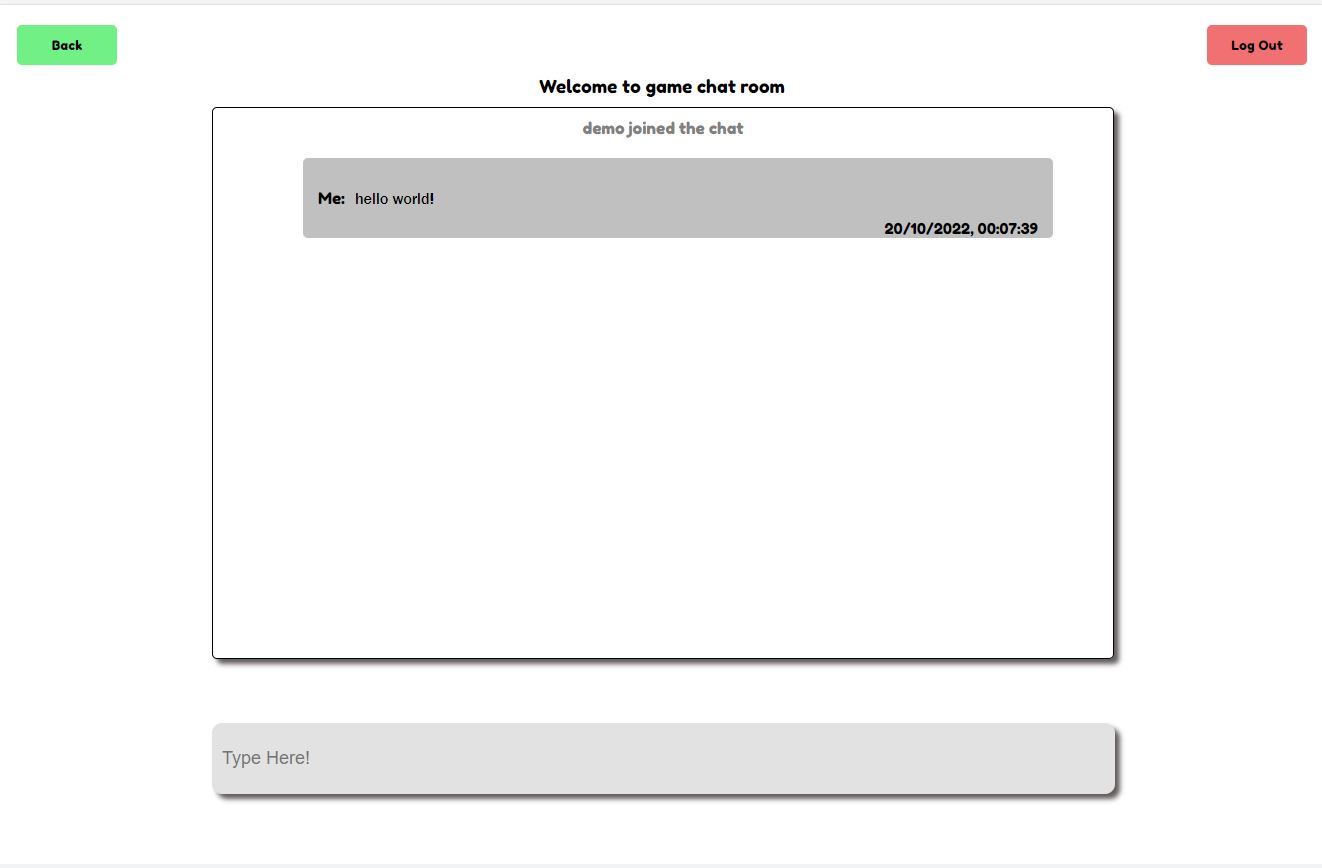 Back
Log Out
Welcome to game chat room
demo joined the chat
Me: hello world!
20/10/2022, 00:07:39
Type Here!